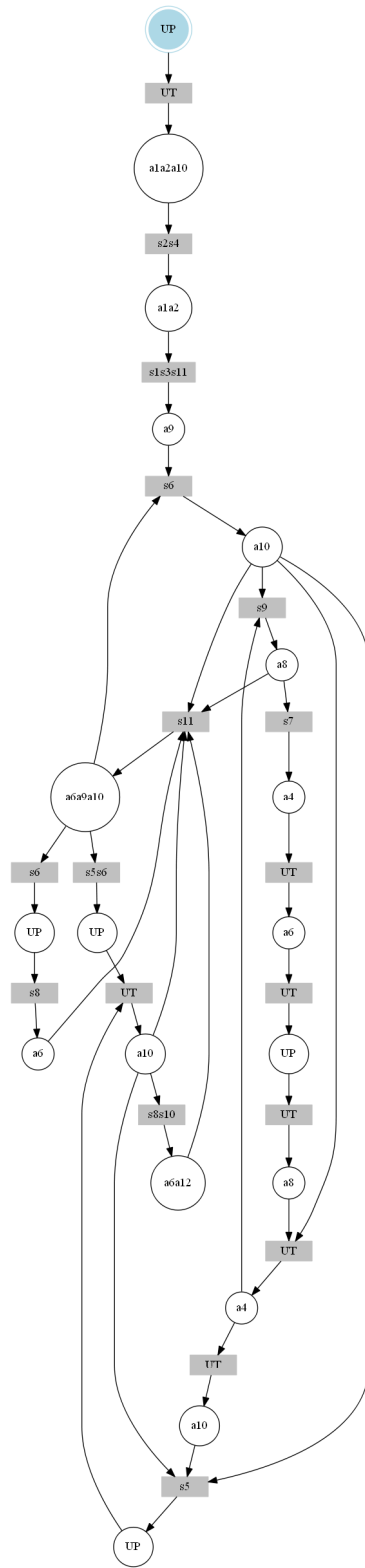 UP
UT
a1a2a10
s2s4
a1a2
s1s3s11
a9
s6
a10
s9
a8
s11
s7
a6a9a10
a4
s6
s5s6
UT
UP
UP
a6
s8
UT
UT
a6
a10
UP
s8s10
UT
a6a12
a8
UT
a4
UT
a10
s5
UP